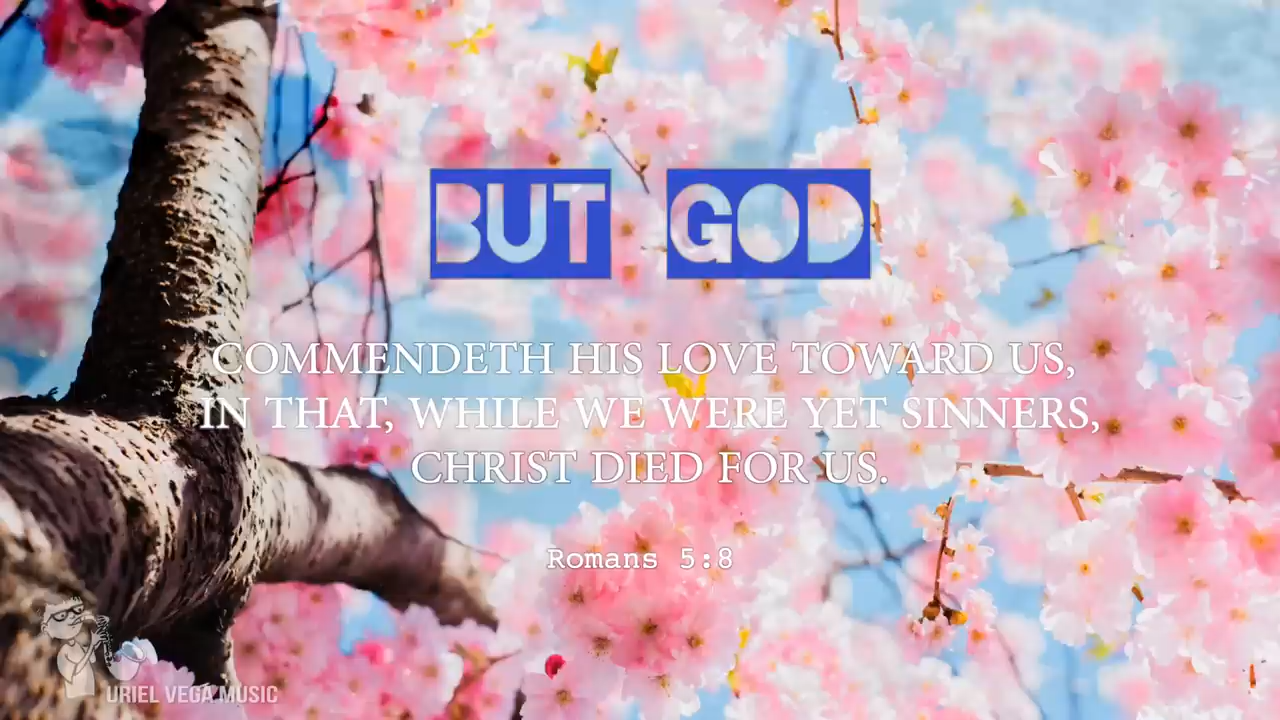 BUT GOD
COMMENDETH HIS LOVE TOWARD US,
IN THAT, WHILE WE WERE YET SINNERS,
CHRIST DIED FOR US.
Romans 5:8
URIEL VEGA MUSIC